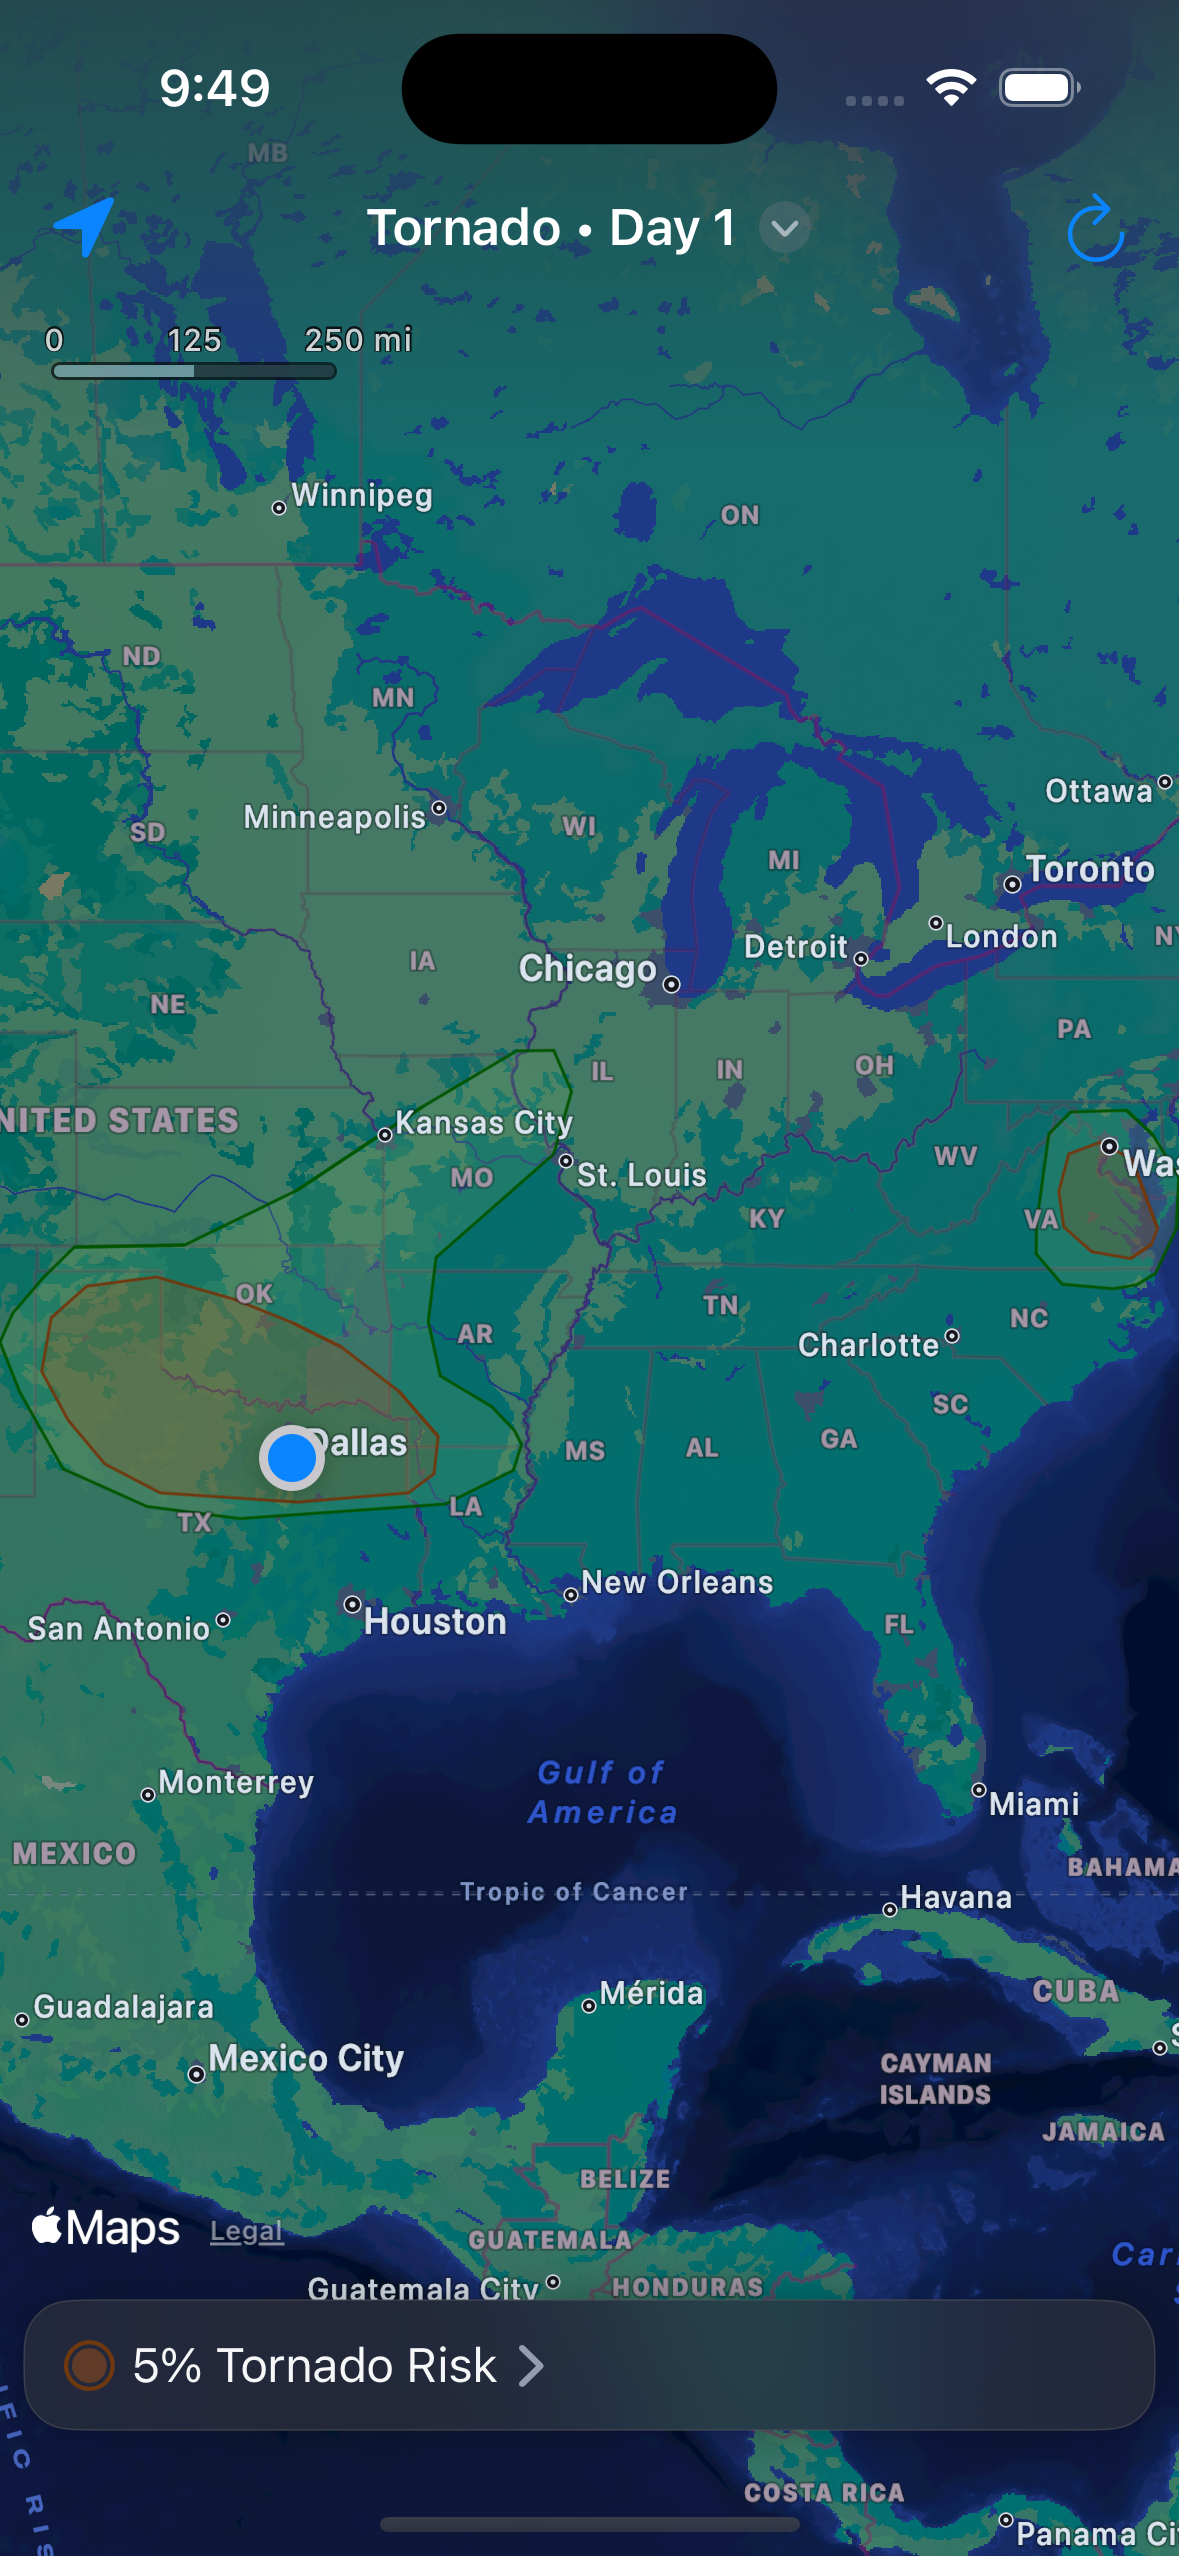 9:49
MB
Tornado • Day 1
0 125 250 mi
Winnipeg
ON
ND
MN
Ottawa
Minneapolis
SD
WI
MI
Toronto
London
Detroit
NY
IA
Chicago
NE
PA
IL
IN
OH
NITED STATES
Kansas City
WV
Was
MO
St. Louis
KY
VA
OK
TN
NC
AR
Charlotte
SC
Dallas
MS
AL
GA
LA
TX
New Orleans
San Antonio
Houston
FL
Gulf of
America
Monterrey
Miami
MEXICO
BAHAMA
Tropic of Cancer
Havana
Mérida
CUBA
Guadalajara
Mexico City
CAYMAN
ISLANDS
JAMAICA
BELIZE
Maps
Legal
GUATEMALA
Car
Guatemala City
HONDURAS
5% Tornado Risk
IFIC RIS
COSTA RICA
Panama Cit